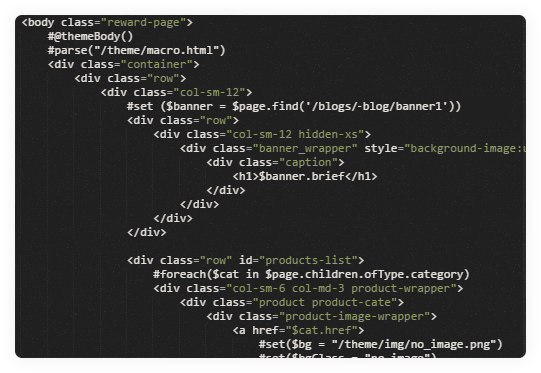 <body class="reward-page">
#@themeBody()
#parse("/theme/macro.html")
<div class="container">
<div class="row">
<div class="col-sm-12">
#set ($banner = $page.find('/blogs/-blog/banner1'))
<div class="row">
<div class="col-sm-12 hidden-xs">
<div class="banner_wrapper" style="background-image:u
<div class="caption">
<h1>$banner.brief</h1>
</div>
</div>
</div>
</div>
<div class="row" id="products-list">
#foreach($cat in $page.children.ofType.category)
<div class="col-sm-6 col-md-3 product-wrapper">
<div class="product product-cate">
<div class="product-image-wrapper">
<a href="$cat.href">
#set($bg = "/theme/img/no_image.png")
#set($bgClass = "no_image")